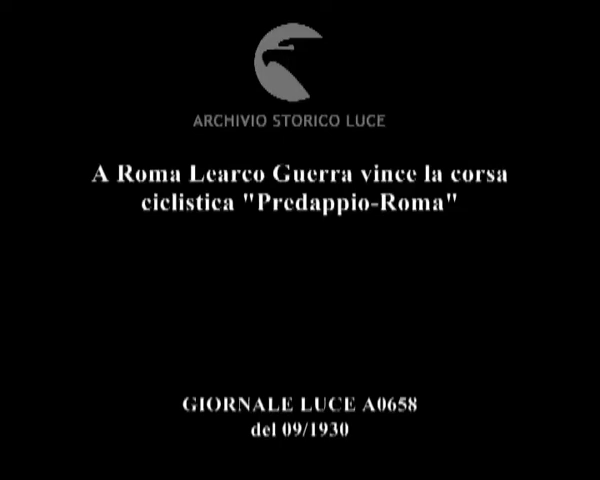 ARCHIVIO STORICO LUCE
A Roma Learco Guerra vince la corsa
ciclistica "Predappio-Roma"
GIORNALE LUCE A0658
del 09/1930